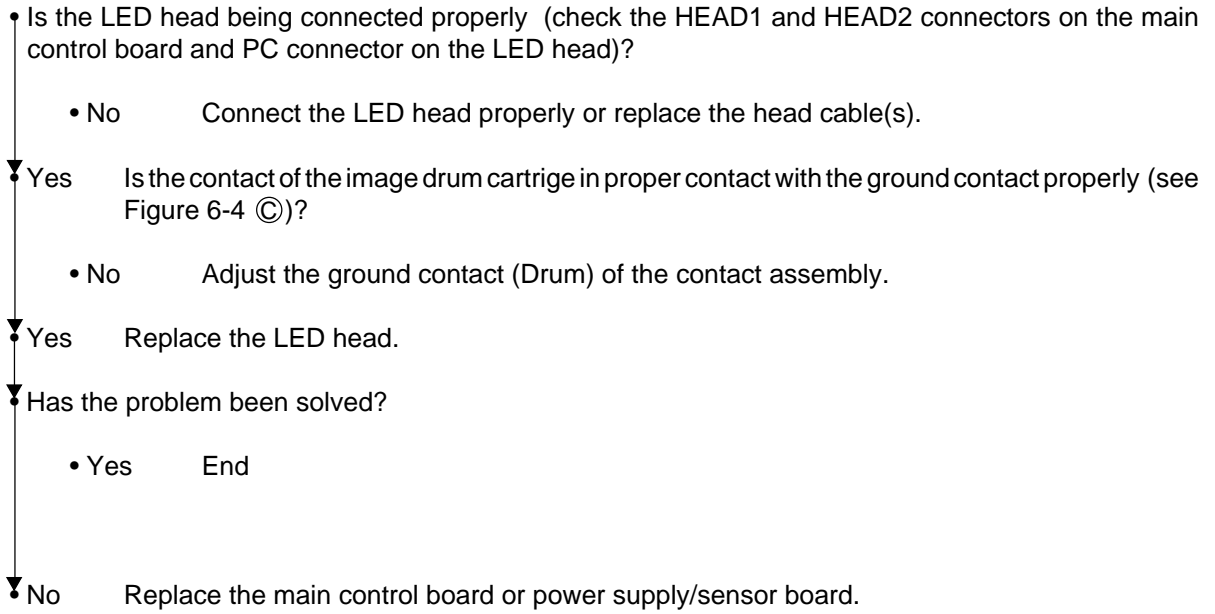 • Is the LED head being connected properly (check the HEAD1 and HEAD2 connectors on the main
control board and PC connector on the LED head)?
• No Connect the LED head properly or replace the head cable(s).
• Yes Is the contact of the image drum cartrige in proper contact with the ground contact properly (see
Figure 6-4 Ⓒ)?
• No Adjust the ground contact (Drum) of the contact assembly.
• Yes Replace the LED head.
• Has the problem been solved?
• Yes End
• No Replace the main control board or power supply/sensor board.